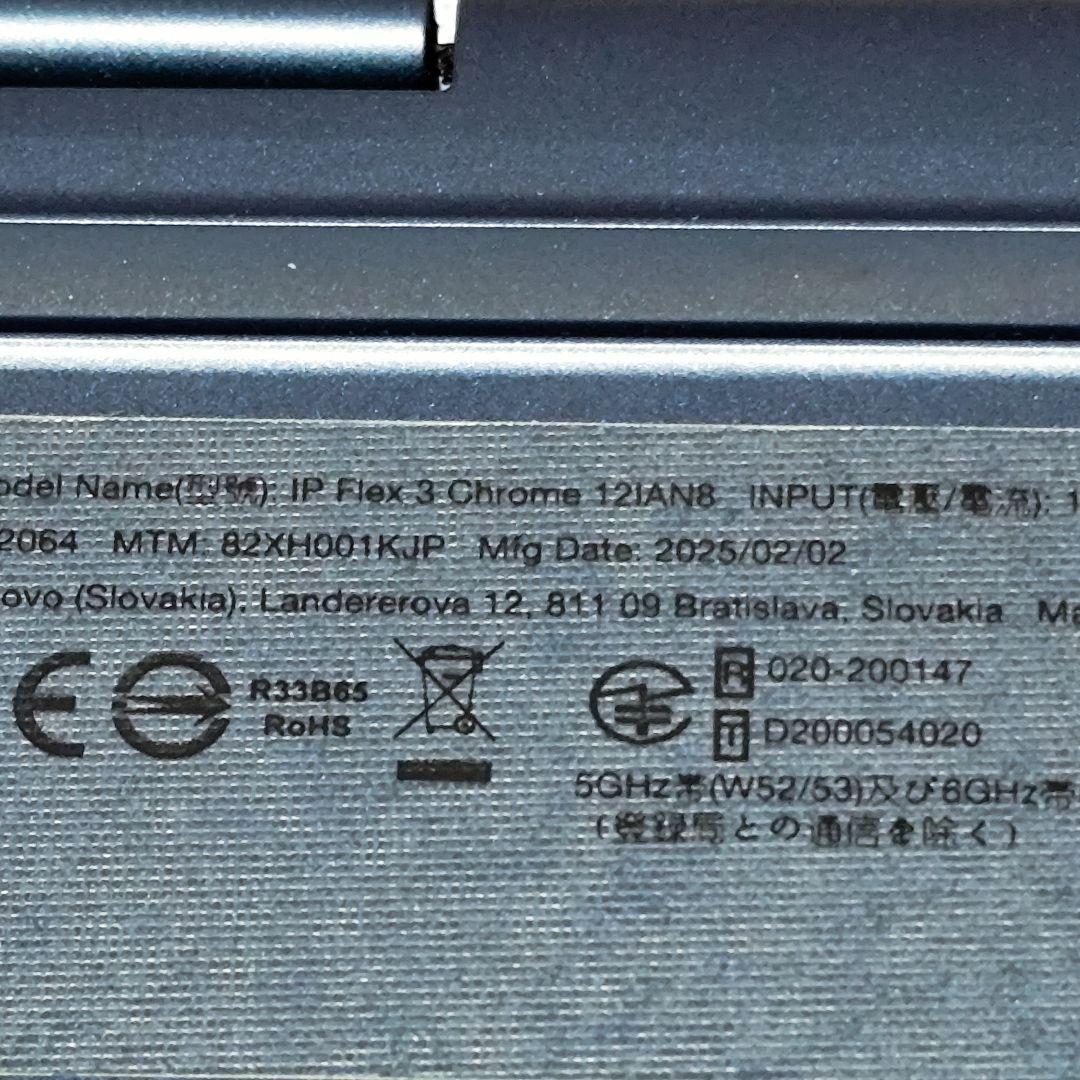 odel Name(型號): IP Flex 3 Chrome 12IAN8 INPUT(電壓/電流): 1
2064 MTM: 82XH001KJP Mfg Date: 2025/02/02
ovo (Slovakia), Landererova 12, 811 09 Bratislava, Slovakia Ma
CE R33B65 R 020-200147
RoHS T D200054020
5GHz帯(W52/53)及び6GHz帯
(登録局との通信を除く)